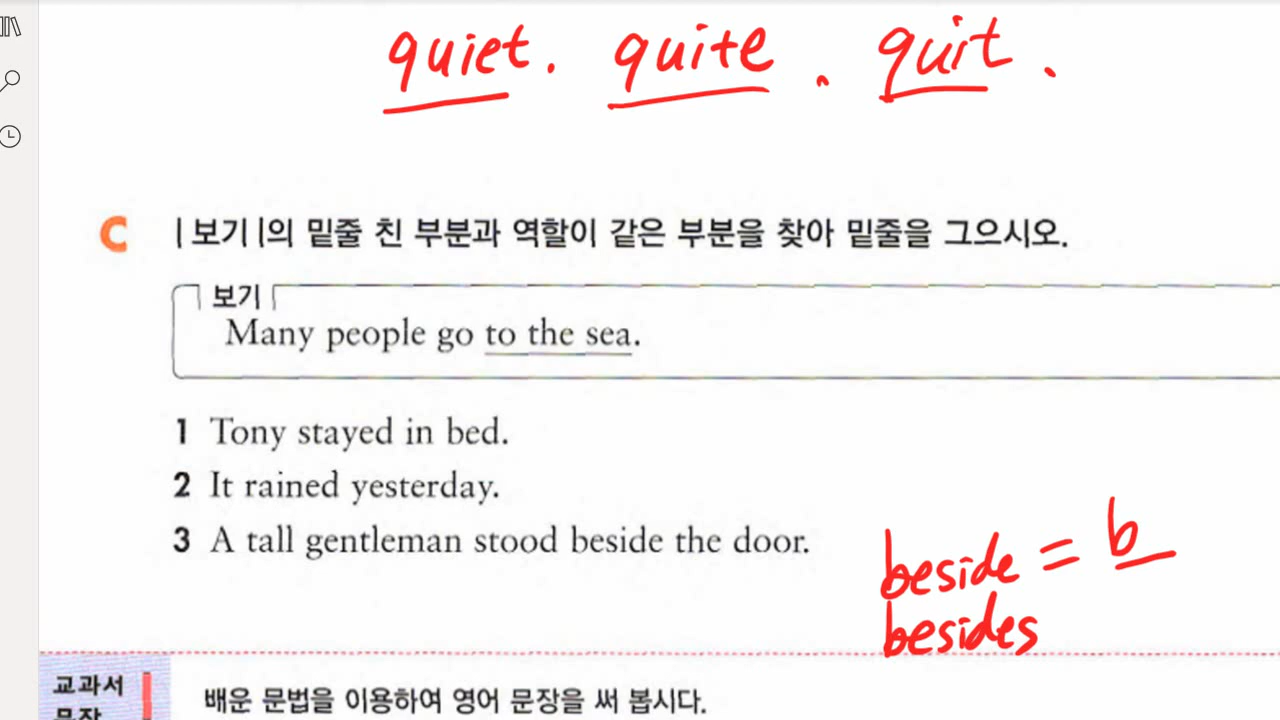 quiet. quite. quit.
C |보기|의 밑줄 친 부분과 역할이 같은 부분을 찾아 밑줄을 그으시오.
보기
Many people go to the sea.
1 Tony stayed in bed.
2 It rained yesterday.
3 A tall gentleman stood beside the door.
beside = b
besides
교과서
문장
배운 문법을 이용하여 영어 문장을 써 봅시다.